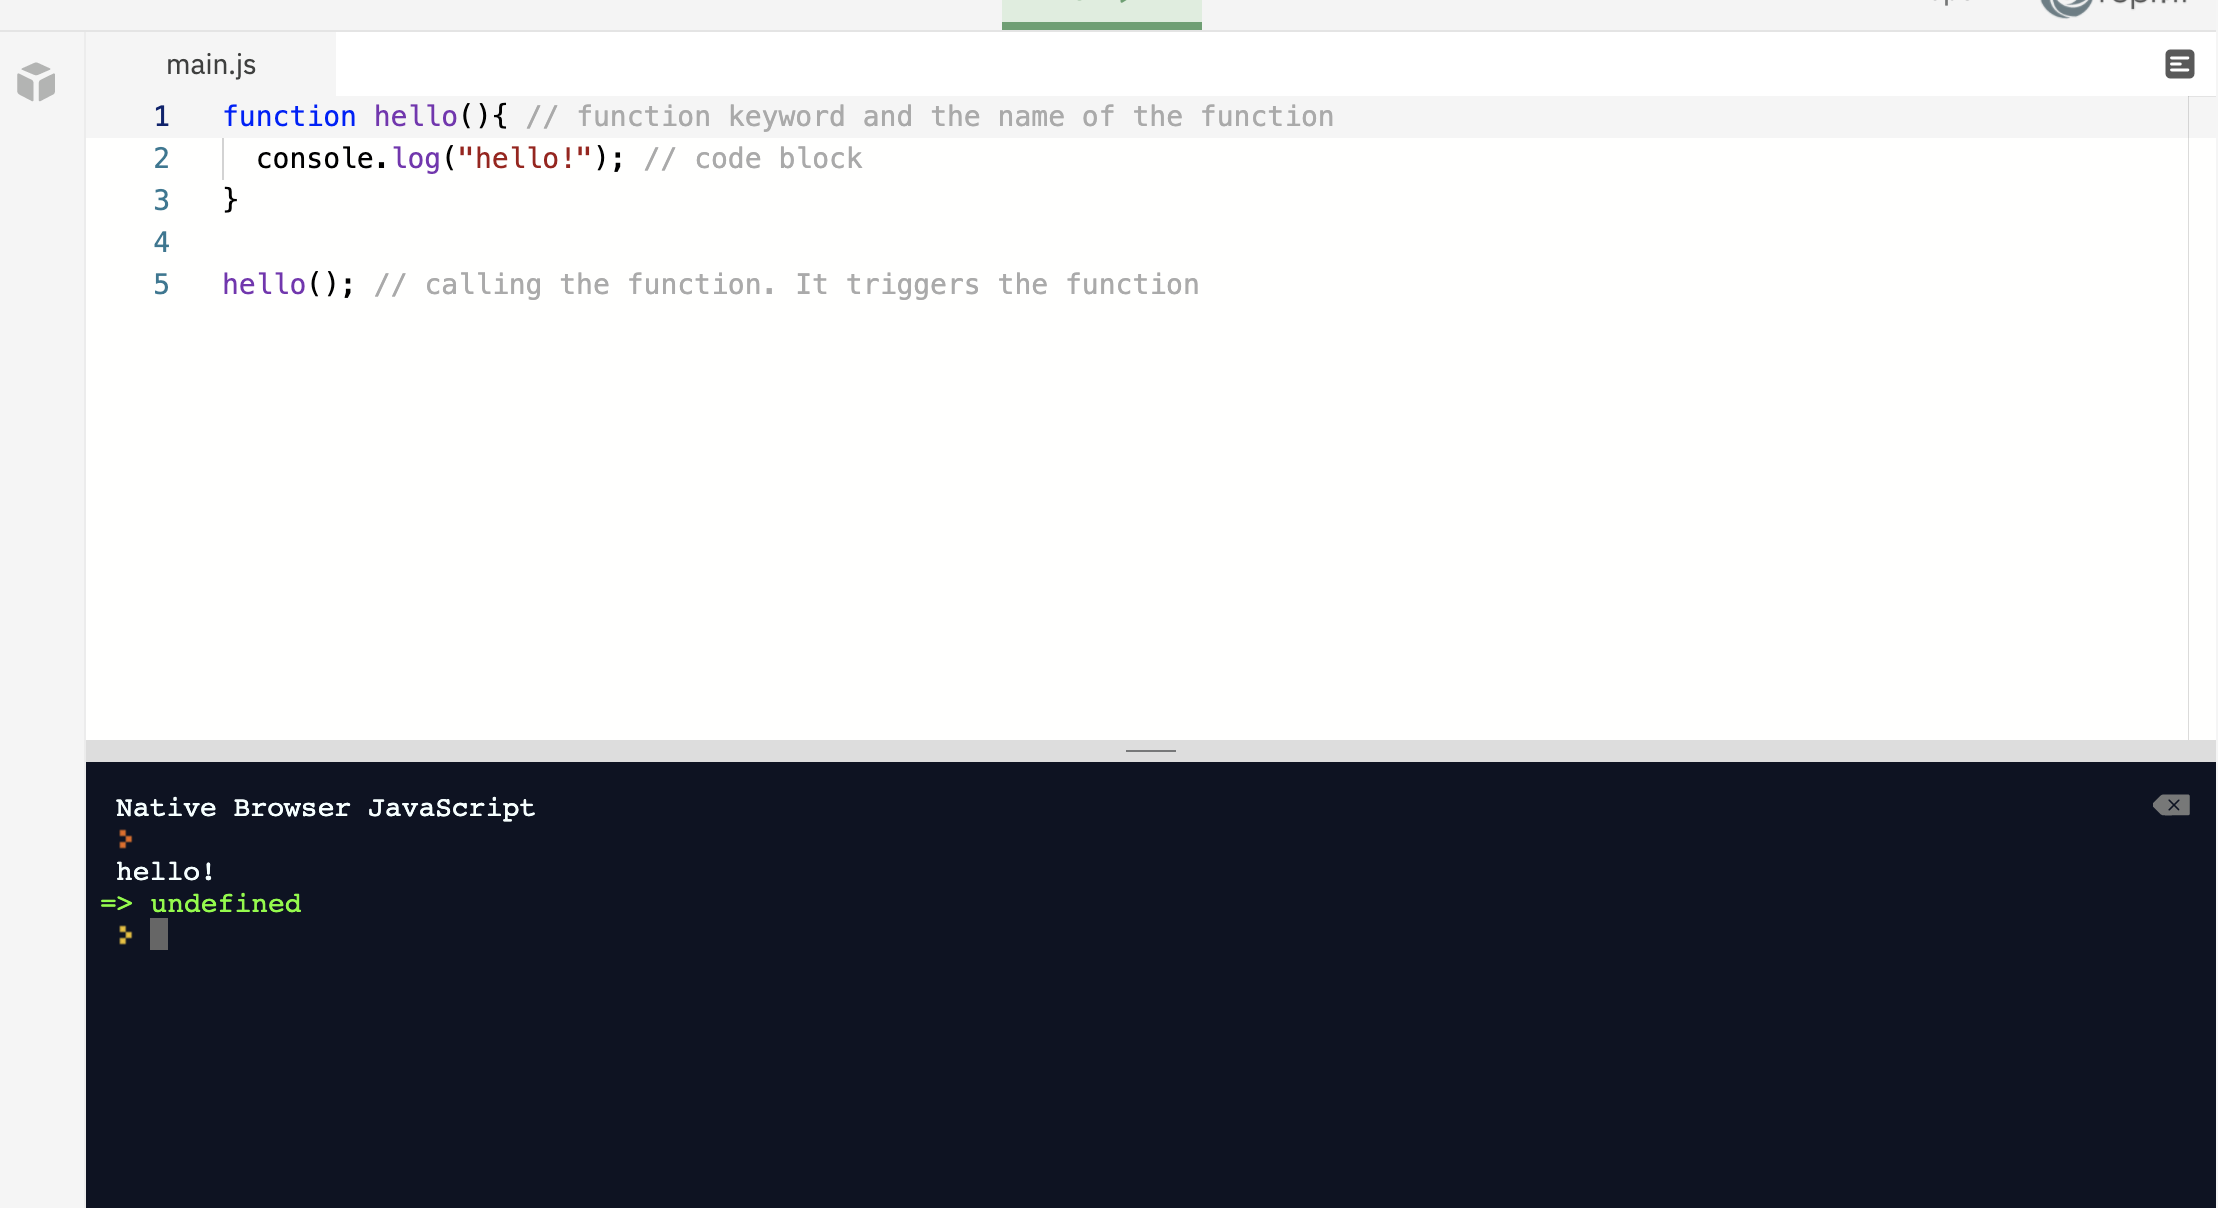 main.js
1 function hello(){ // function keyword and the name of the function
2 console.log("hello!"); // code block
3 }
4
5 hello(); // calling the function. It triggers the function
Native Browser JavaScript
hello!
=> undefined